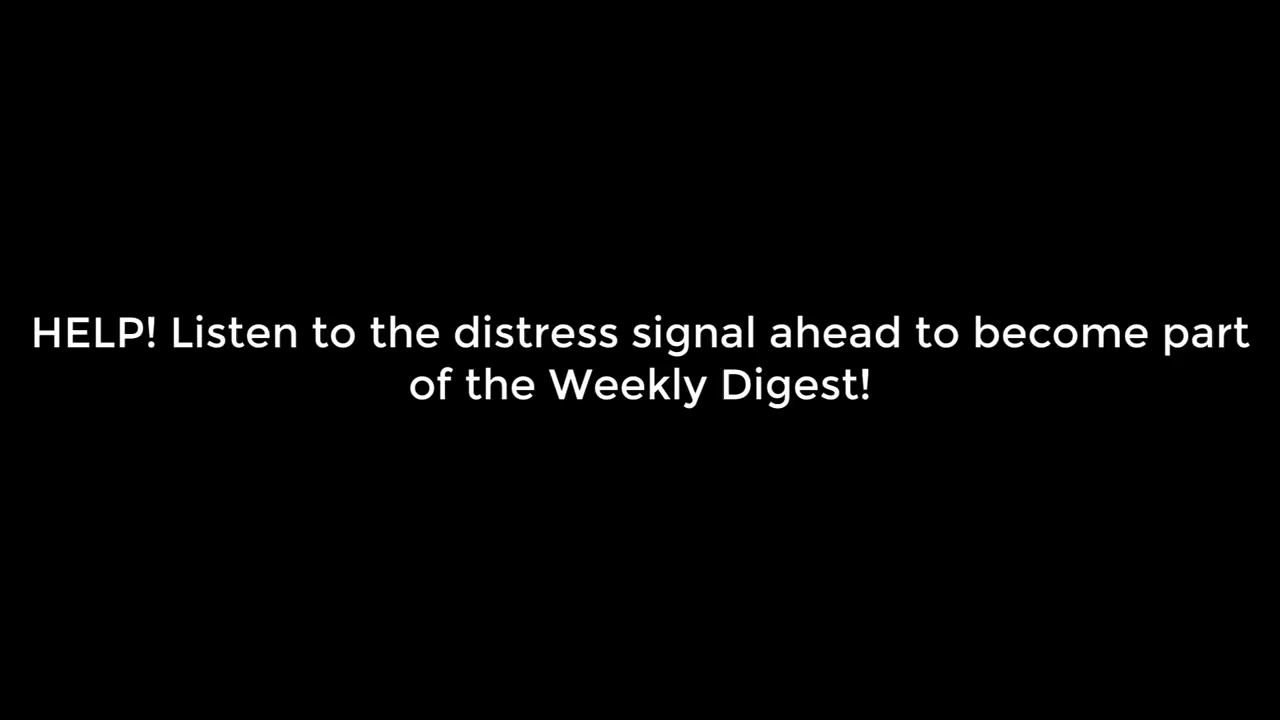 HELP! Listen to the distress signal ahead to become part
of the Weekly Digest!